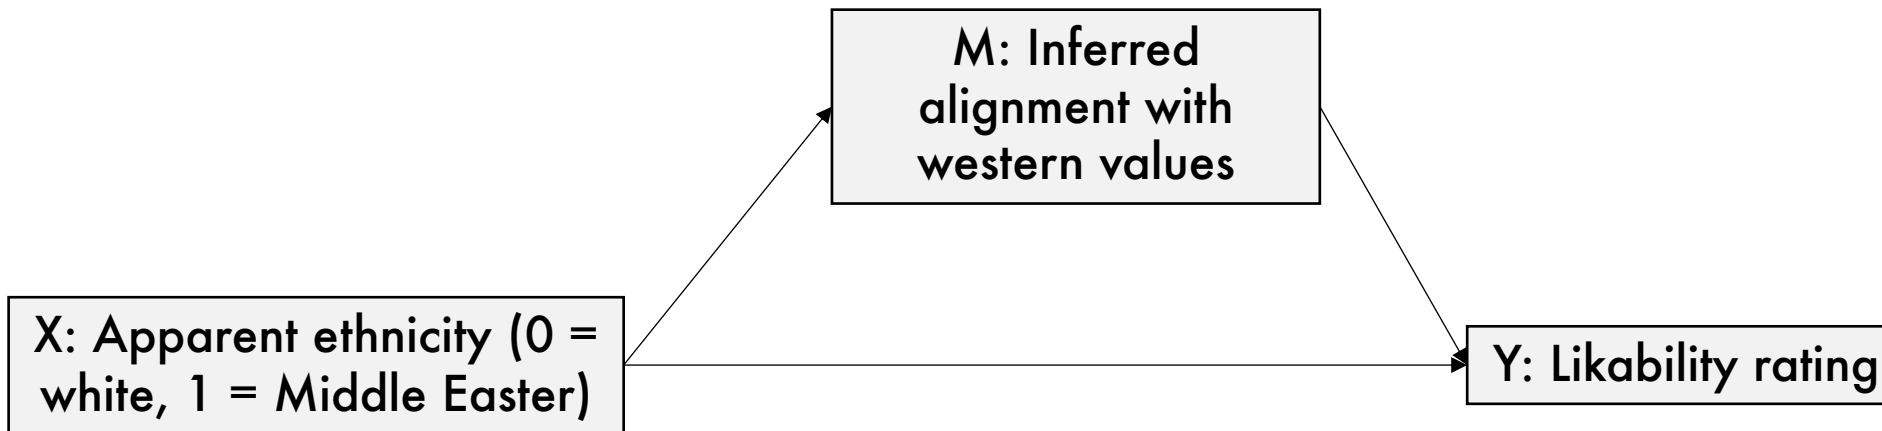 M: Inferred
alignment with
western values
X: Apparent ethnicity (0 =
white, 1 = Middle Easter)
Y: Likability rating